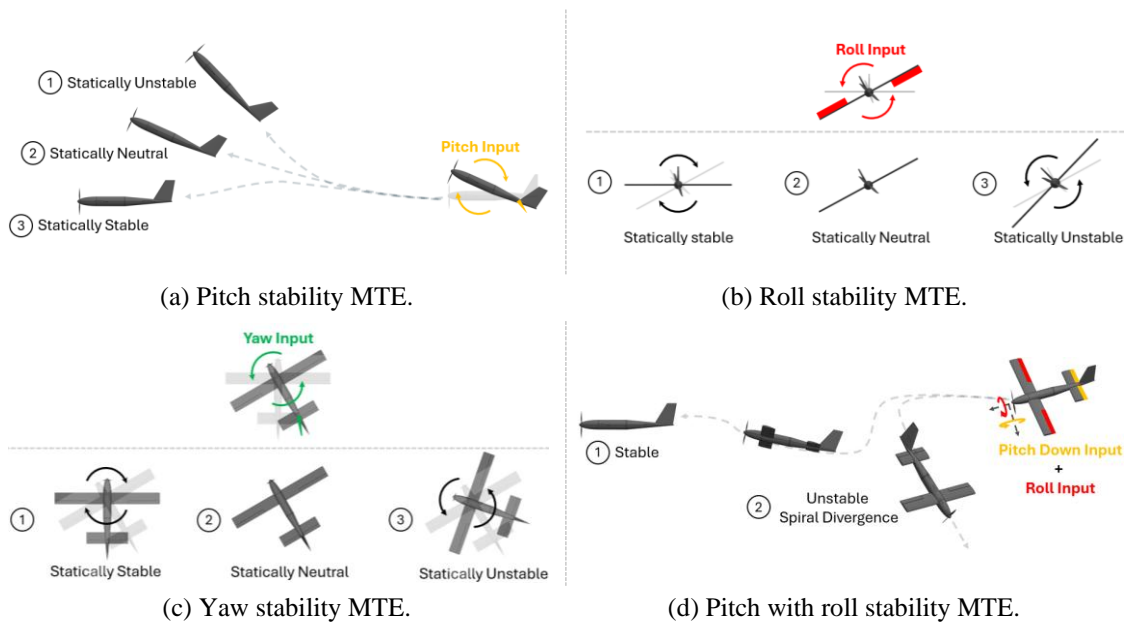 1 Statically Unstable
2 Statically Neutral
3 Statically Stable
Pitch Input
(a) Pitch stability MTE.
Roll Input
1
2
3
Statically stable
Statically Neutral
Statically Unstable
(b) Roll stability MTE.
Yaw Input
1
2
3
Statically Stable
Statically Neutral
Statically Unstable
(c) Yaw stability MTE.
1 Stable
2
Unstable
Spiral Divergence
Pitch Down Input
+
Roll Input
(d) Pitch with roll stability MTE.